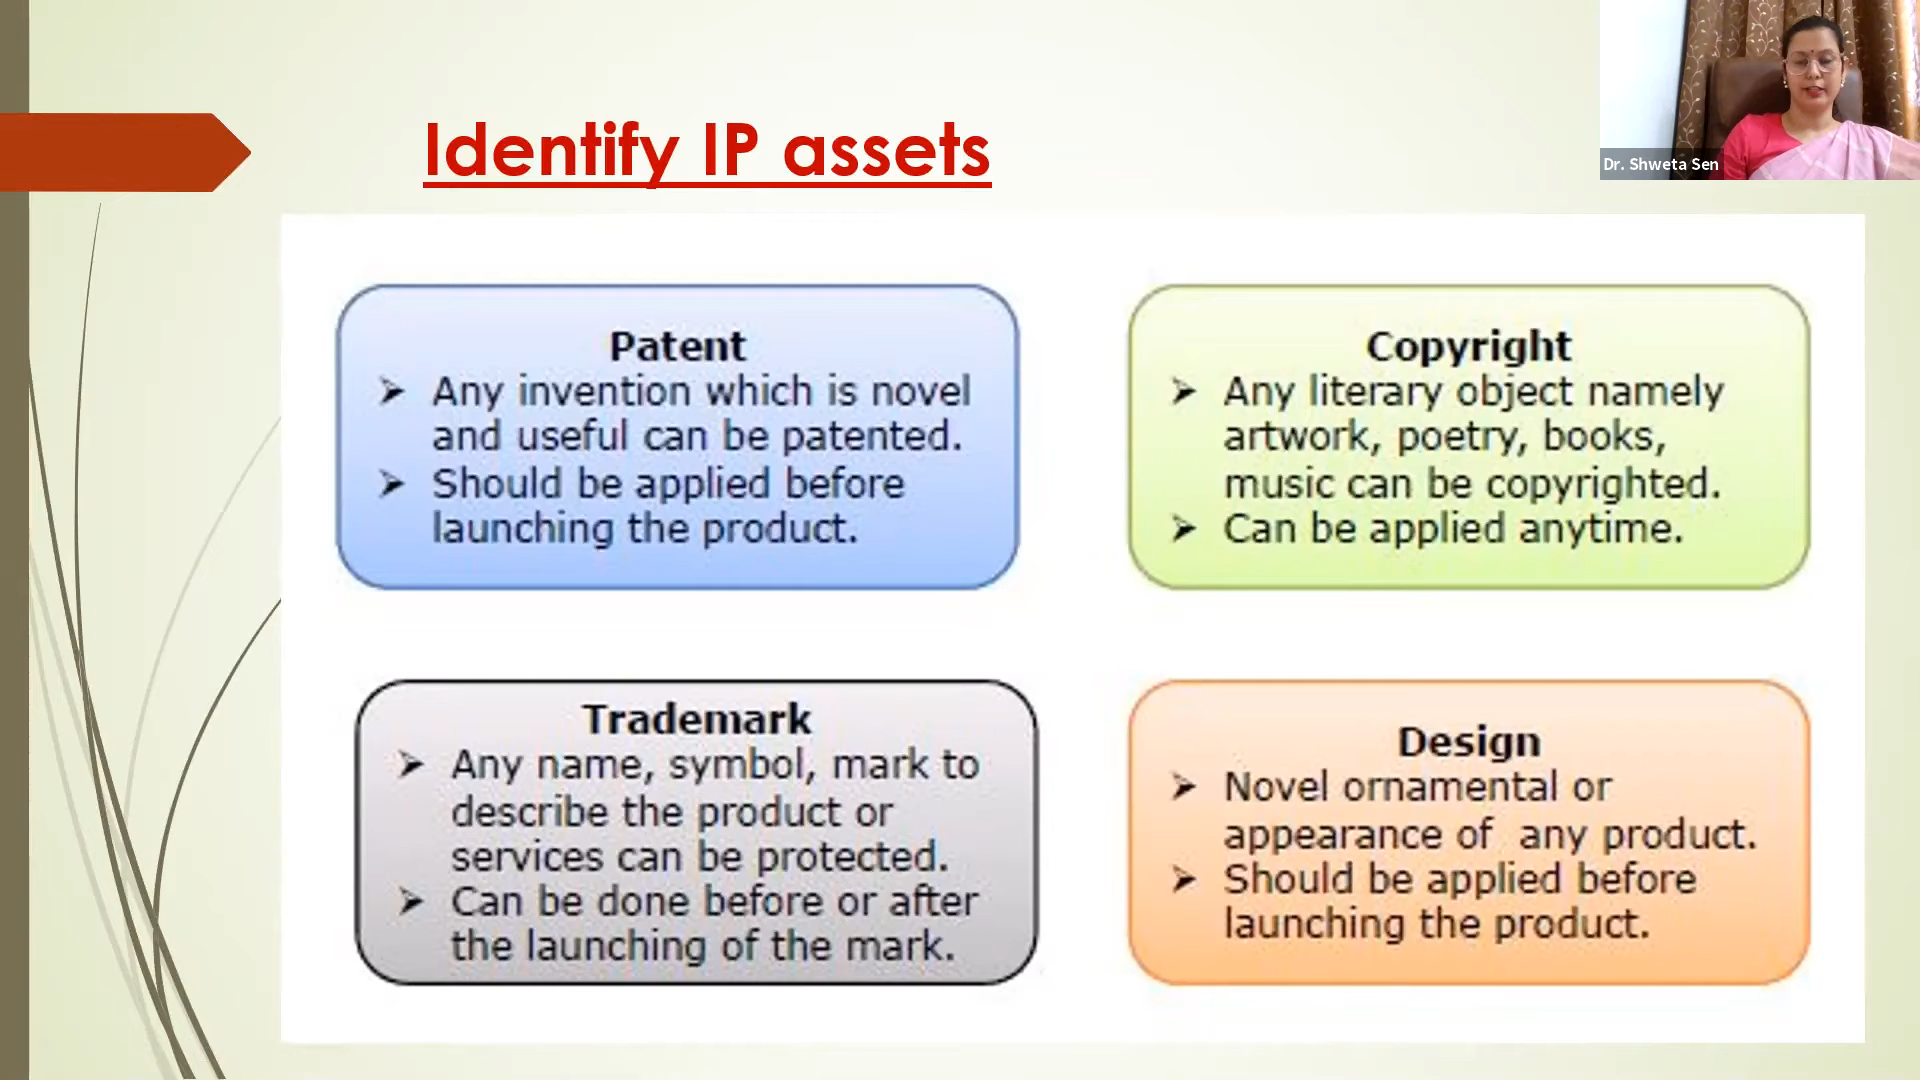 Identify IP assets
Dr. Shweta Sen
Patent
➢ Any invention which is novel
and useful can be patented.
➢ Should be applied before
launching the product.
Copyright
➢ Any literary object namely
artwork, poetry, books,
music can be copyrighted.
➢ Can be applied anytime.
Trademark
➢ Any name, symbol, mark to
describe the product or
services can be protected.
➢ Can be done before or after
the launching of the mark.
Design
➢ Novel ornamental or
appearance of any product.
➢ Should be applied before
launching the product.